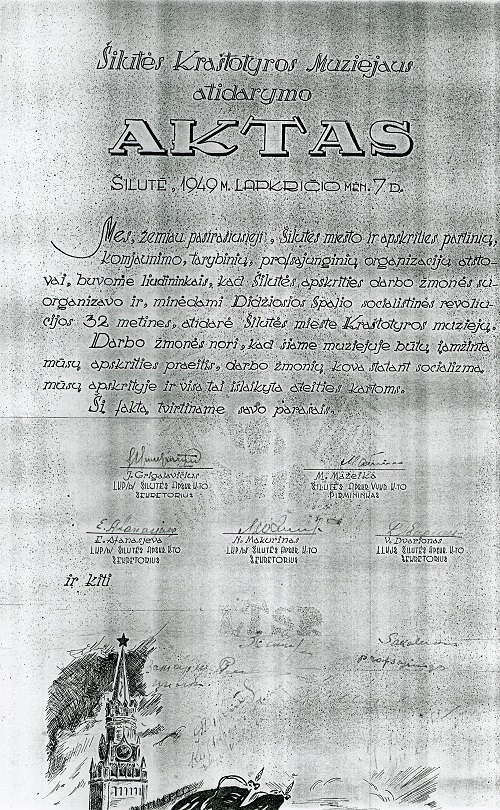 Šilutės Kraštotyros Muziejaus
atidarymo
AKTAS
ŠILUTĖ, 1949 M. LAPKRIČIO MĖN. 7 D.
Mes, žemiau pasirašiusieji, Šilutės miesto ir apskrities partinių,
komjaunimo, tarybinių, profsąjunginių organizacijų atsto-
vai, buvome liudininkais, kad Šilutės apskrities darbo žmonės su-
organizavo ir, minėdami Didžiosios Spalio socialistinės revoliu-
cijos 32 metines, atidarė Šilutės mieste Kraštotyros muziejų.
Darbo žmonės nori, kad šiame muziejuje būtų įamžinta
mūsų apskrities praeitis, darbo žmonių kova statant socializmą
mūsų apskrityje ir visa tai išlaikyta ateities kartoms.
Šį faktą tvirtiname savo parašais.
J. Grigalavičius
LKP/b/ ŠILUTĖS APSKR. K-TO
SEKRETORIUS
M. Mažeika
ŠILUTĖS APSKR. VYKD. K-TO
PIRMININKAS
E. Afanasjeva
LKP/b/ ŠILUTĖS APSKR. K-TO
SEKRETORIUS
N. Makurinas
LKP/b/ ŠILUTĖS APSKR. K-TO
SEKRETORIUS
V. Dvarionas
LLKJS ŠILUTĖS APSKR. K-TO
SEKRETORIUS
ir kiti